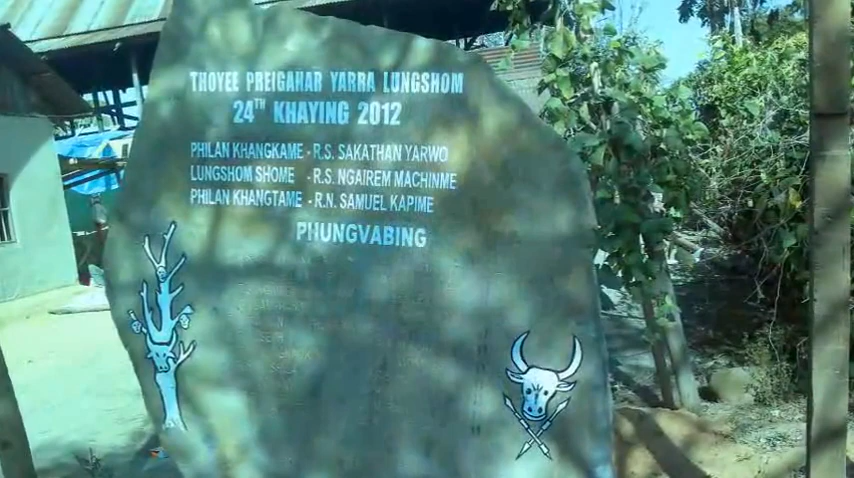 THOYEE PREIGAHAR YARRA LUNGSHOM
24TH KHAYING 2012
PHILAN KHANGKAME - R.S. SAKATHAN YARWO
LUNGSHOM SHOME - R.S. NGAIREM MACHINME
PHILAN KHANGTAME - R.N. SAMUEL KAPIME
PHUNGVABING